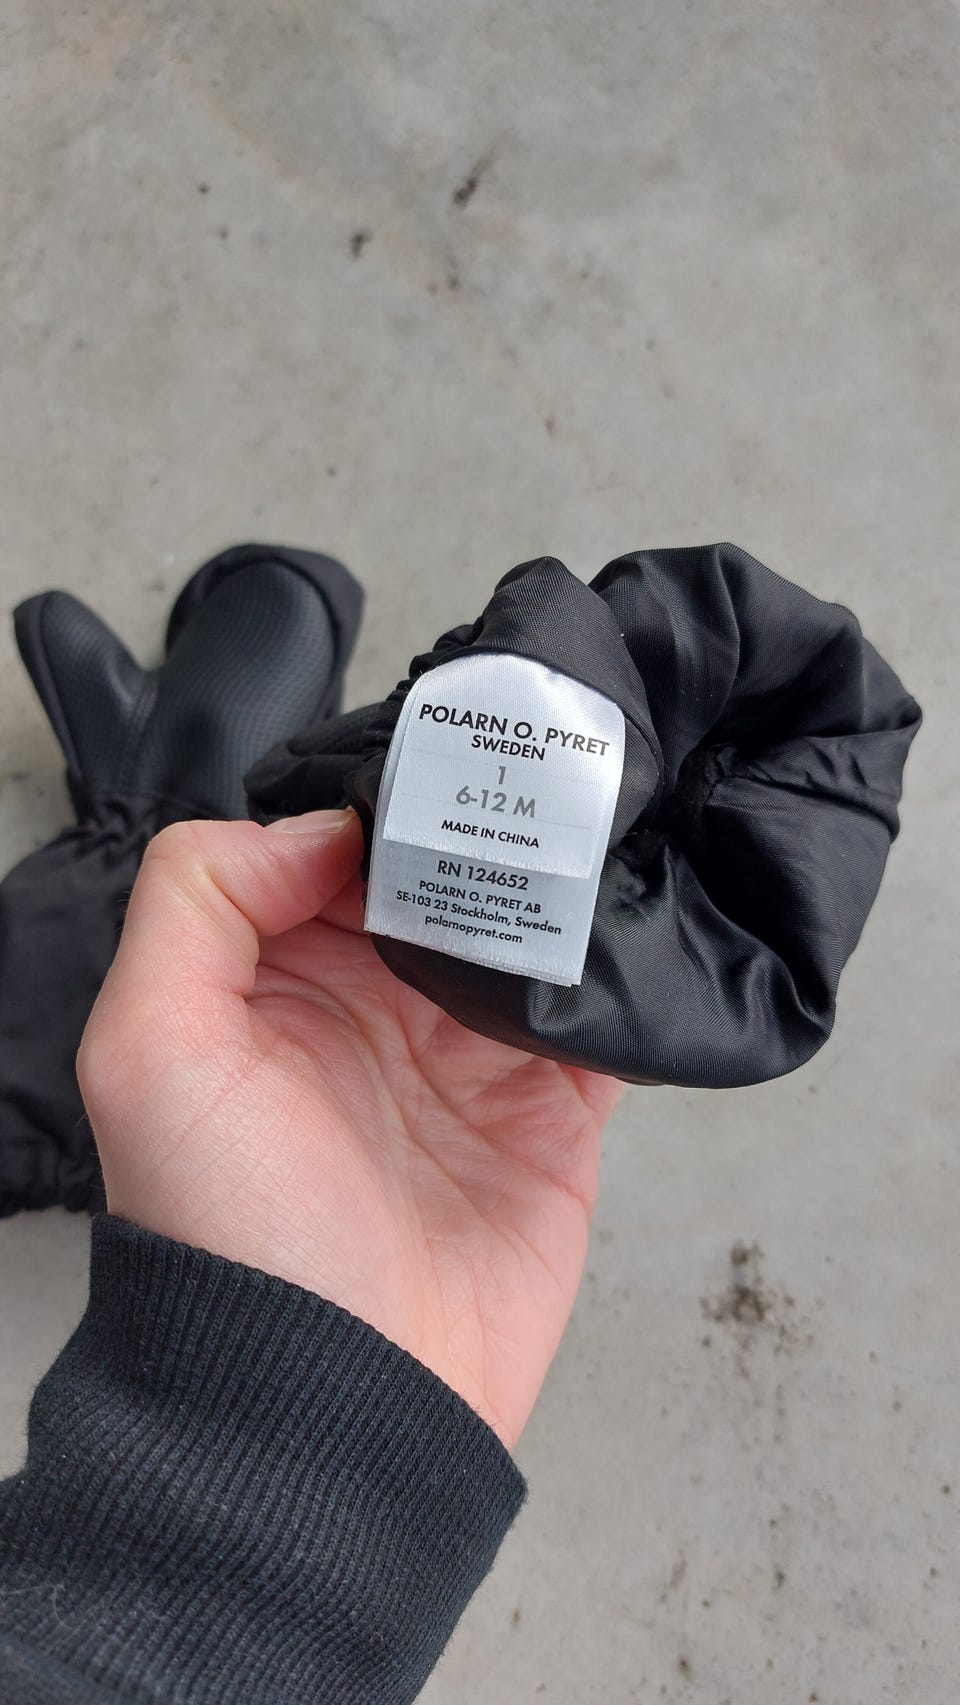 POLARN O. PYRET
SWEDEN
1
6-12 M
MADE IN CHINA
RN 124652
POLARN O. PYRET AB
SE-103 23 Stockholm, Sweden
polarnopyret.com